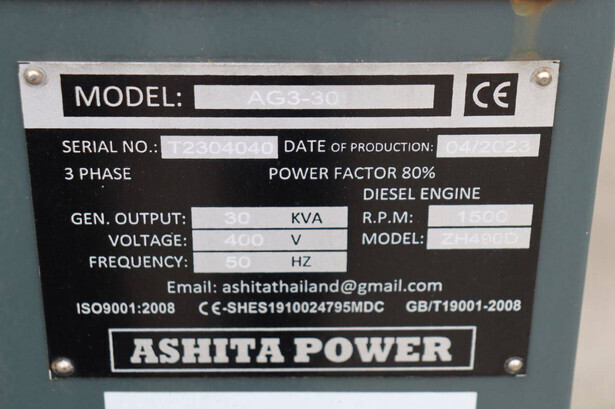 MODEL: AG3-30 CE
SERIAL NO.: T2304040 DATE OF PRODUCTION: 04/2023
3 PHASE POWER FACTOR 80%
DIESEL ENGINE
GEN. OUTPUT: 30 KVA R.P.M: 1500
VOLTAGE: 400 V MODEL: ZH490D
FREQUENCY: 50 HZ
Email: ashitathailand@gmail.com
ISO9001:2008 CE-SHES1910024795MDC GB/T19001-2008
ASHITA POWER